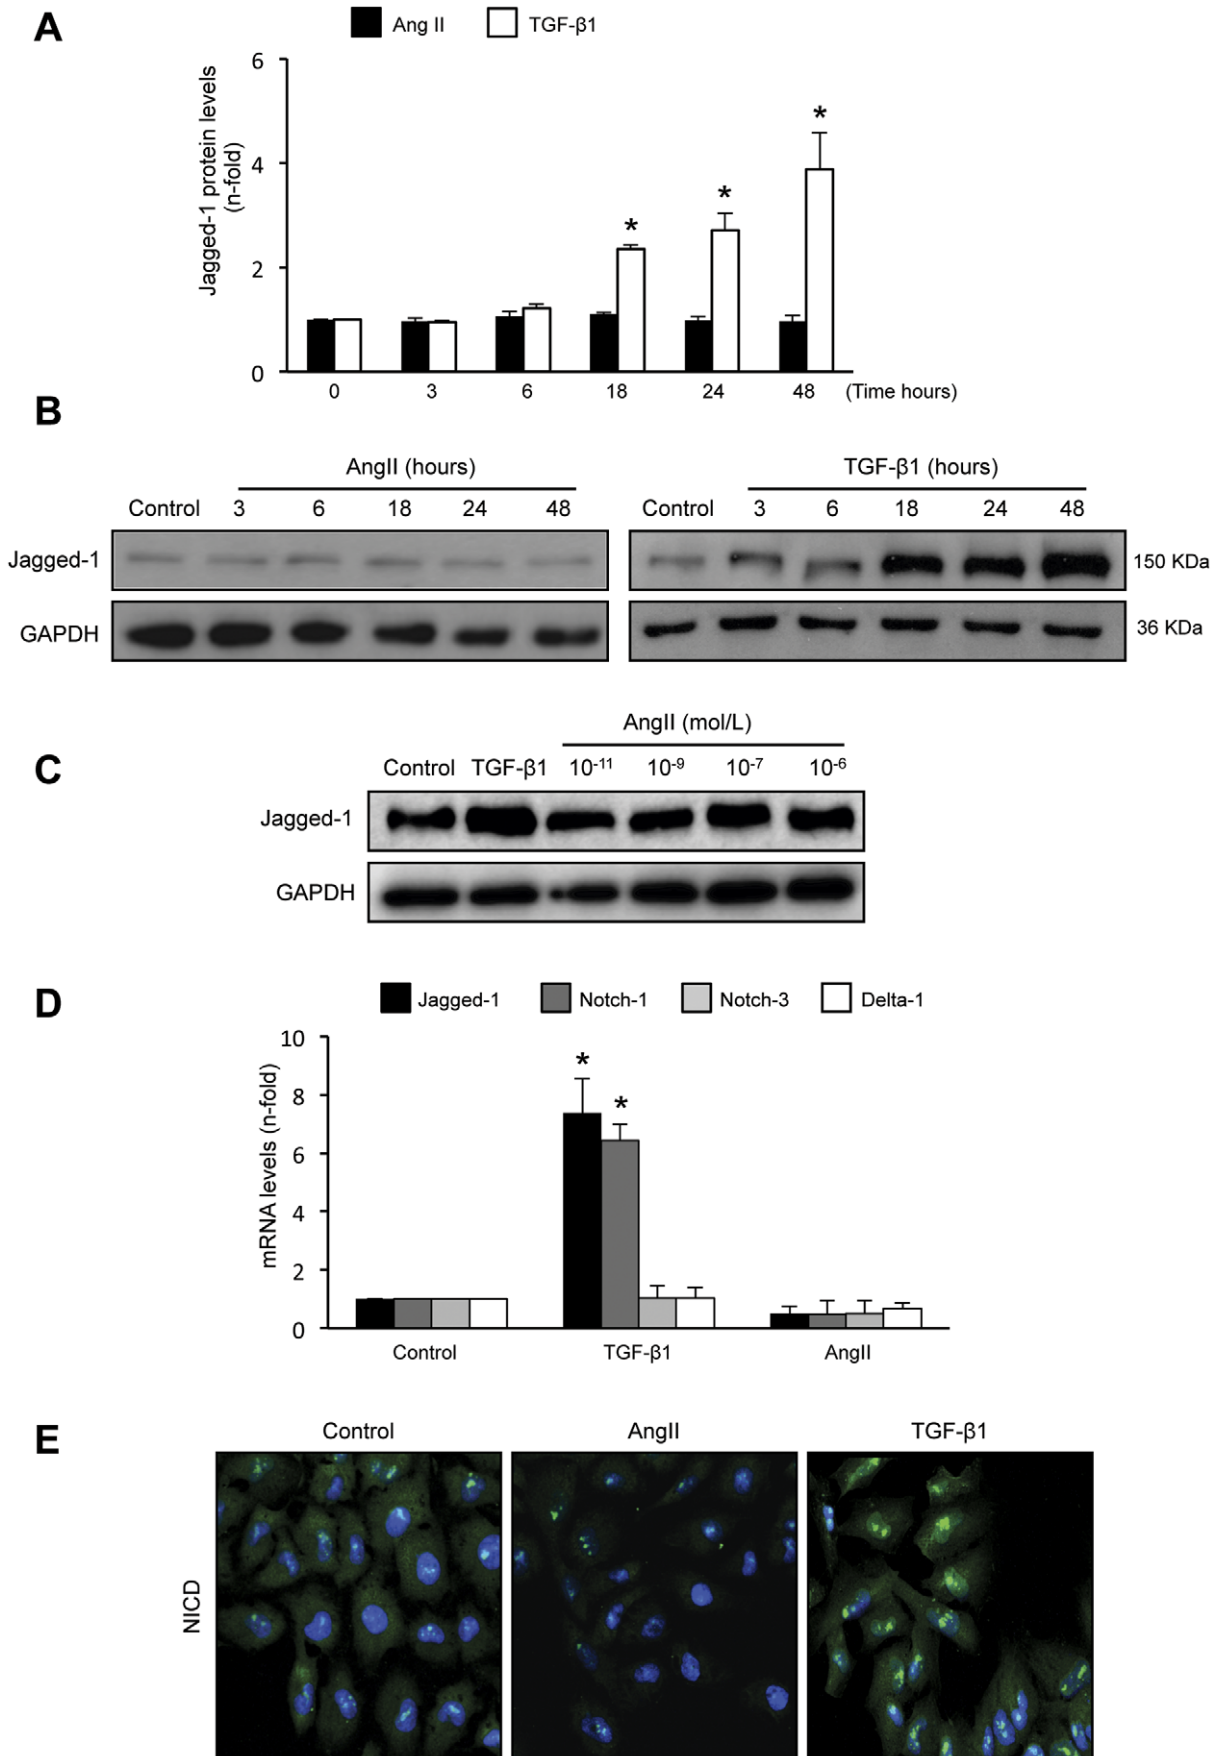 A
Ang II TGF-β1
Jagged-1 protein levels
(n-fold)
6
4
2
0
* * *
0 3 6 18 24 48 (Time hours)
B
AngII (hours) TGF-β1 (hours)
Control 3 6 18 24 48 Control 3 6 18 24 48
Jagged-1 150 KDa
GAPDH 36 KDa
C
AngII (mol/L)
Control TGF-β1 10⁻¹¹ 10⁻⁹ 10⁻⁷ 10⁻⁶
Jagged-1
GAPDH
D
Jagged-1 Notch-1 Notch-3 Delta-1
mRNA levels (n-fold)
10
8
6
4
2
0
* *
Control TGF-β1 AngII
E
Control AngII TGF-β1
NICD